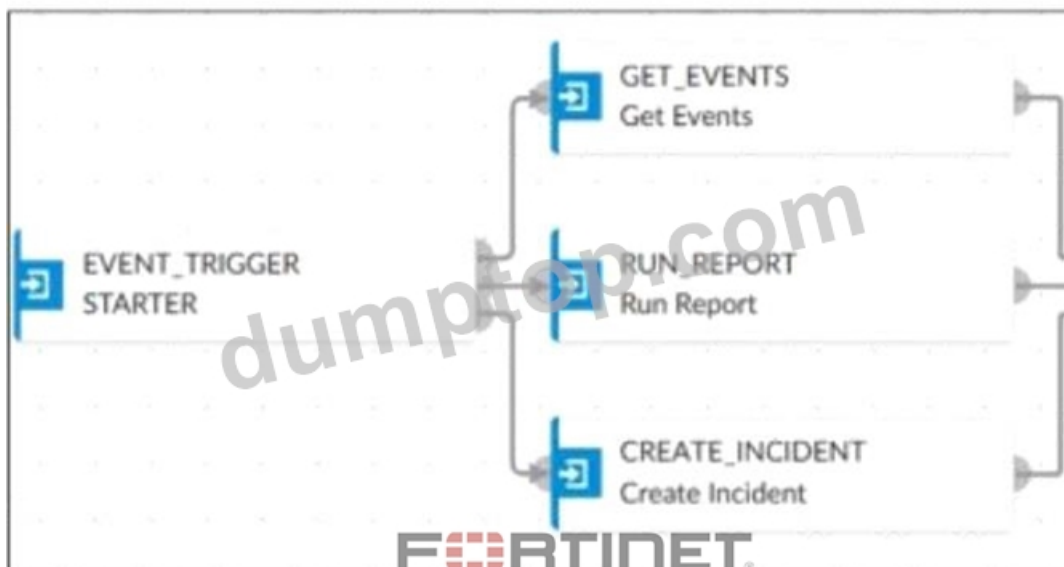 GET_EVENTS
Get Events
EVENT_TRIGGER
STARTER
RUN_REPORT
Run Report
CREATE_INCIDENT
Create Incident
dumptop.com
FORTINET